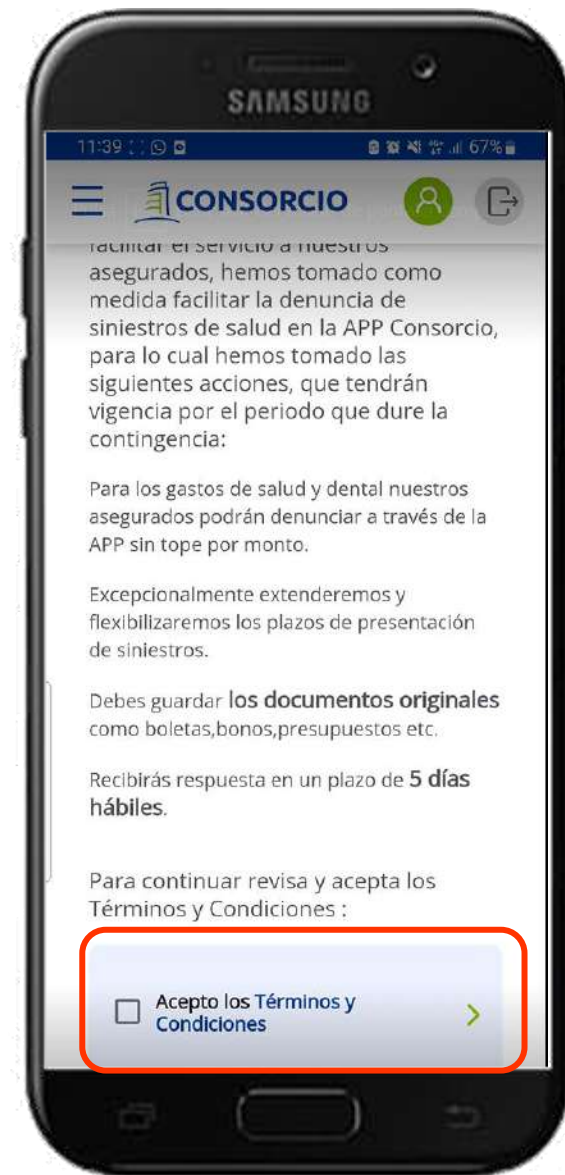 SAMSUNG
11:39 67%
CONSORCIO
facilitar el servicio a nuestros
asegurados, hemos tomado como
medida facilitar la denuncia de
siniestros de salud en la APP Consorcio,
para lo cual hemos tomado las
siguientes acciones, que tendrán
vigencia por el periodo que dure la
contingencia:
Para los gastos de salud y dental nuestros
asegurados podrán denunciar a través de la
APP sin tope por monto.
Excepcionalmente extenderemos y
flexibilizaremos los plazos de presentación
de siniestros.
Debes guardar los documentos originales
como boletas,bonos,presupuestos etc.
Recibirás respuesta en un plazo de 5 días
hábiles.
Para continuar revisa y acepta los
Términos y Condiciones :
Acepto los Términos y
Condiciones